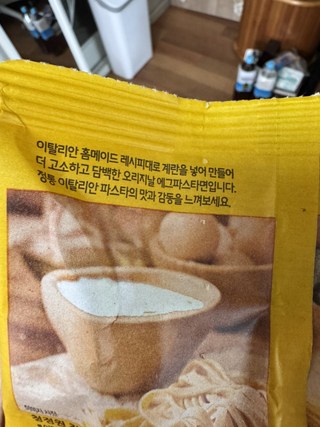 이탈리안 홈메이드 레시피대로 계란을 넣어 만들어
더 고소하고 담백한 오리지날 에그파스타면입니다.
정통 이탈리안 파스타의 맛과 감동을 느껴보세요.